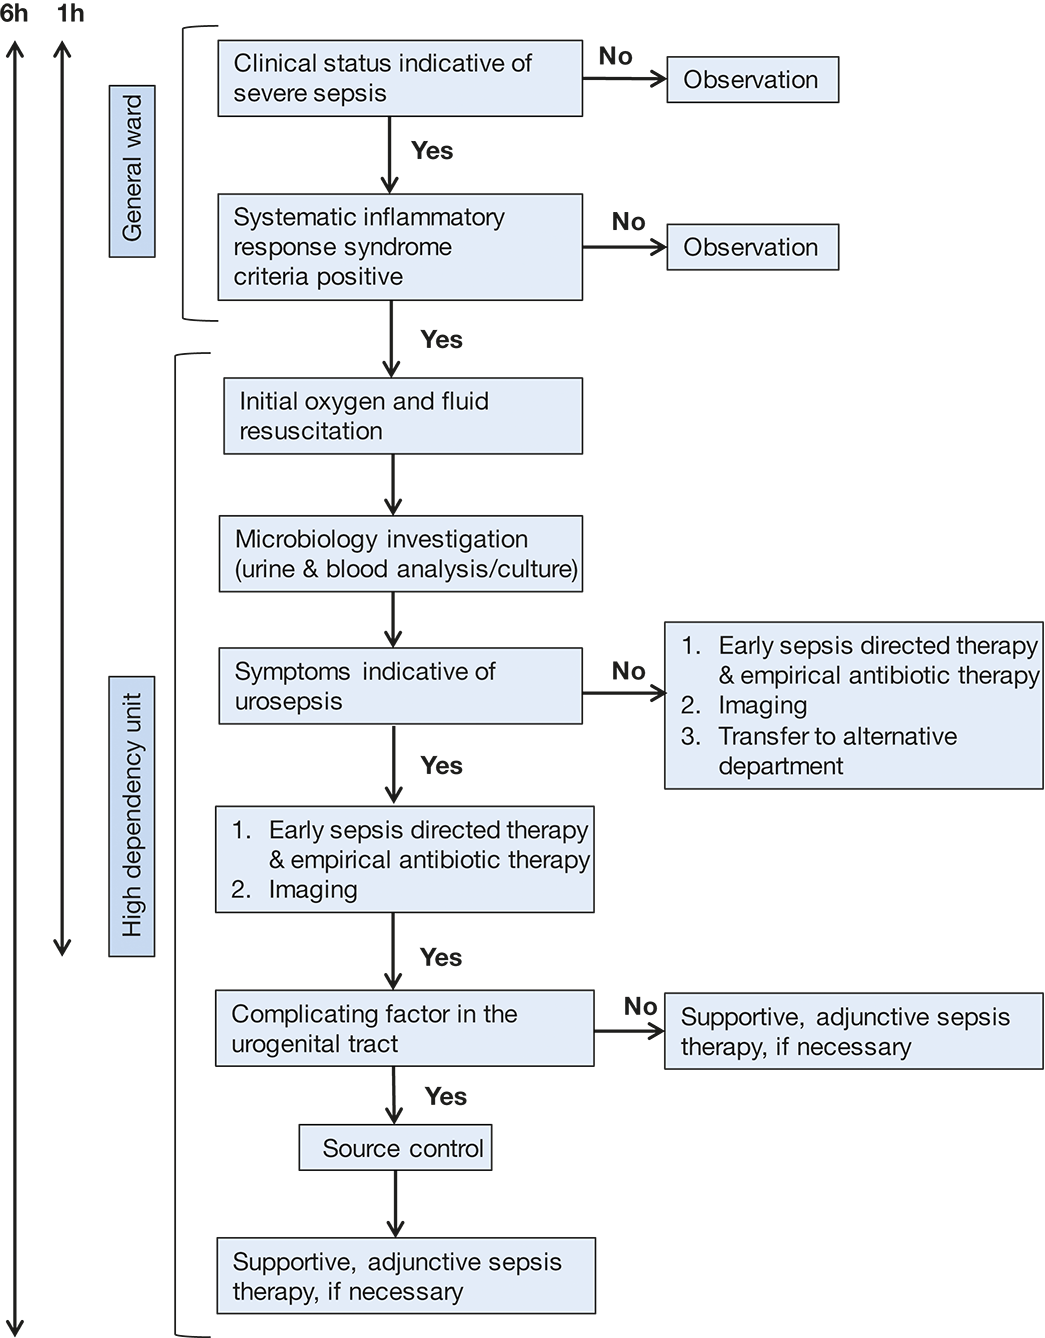 6h 1h
General ward
Clinical status indicative of
severe sepsis
No
Observation
Yes
Systematic inflammatory
response syndrome
criteria positive
No
Observation
Yes
High dependency unit
Initial oxygen and fluid
resuscitation
Microbiology investigation
(urine & blood analysis/culture)
Symptoms indicative of
urosepsis
No
1. Early sepsis directed therapy
& empirical antibiotic therapy
2. Imaging
3. Transfer to alternative
department
Yes
1. Early sepsis directed therapy
& empirical antibiotic therapy
2. Imaging
Yes
Complicating factor in the
urogenital tract
No
Supportive, adjunctive sepsis
therapy, if necessary
Yes
Source control
Supportive, adjunctive sepsis
therapy, if necessary